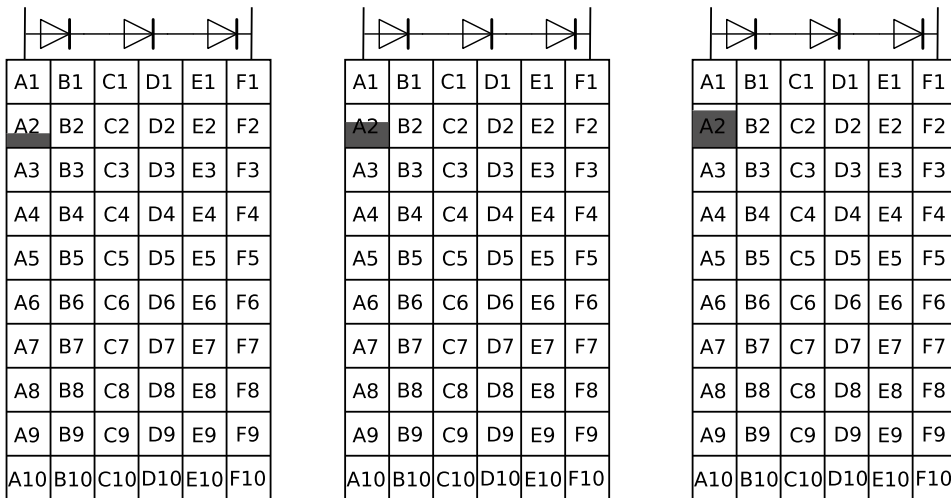 A1 B1 C1 D1 E1 F1 A1 B1 C1 D1 E1 F1 A1 B1 C1 D1 E1 F1
A2 B2 C2 D2 E2 F2 A2 B2 C2 D2 E2 F2 A2 B2 C2 D2 E2 F2
A3 B3 C3 D3 E3 F3 A3 B3 C3 D3 E3 F3 A3 B3 C3 D3 E3 F3
A4 B4 C4 D4 E4 F4 A4 B4 C4 D4 E4 F4 A4 B4 C4 D4 E4 F4
A5 B5 C5 D5 E5 F5 A5 B5 C5 D5 E5 F5 A5 B5 C5 D5 E5 F5
A6 B6 C6 D6 E6 F6 A6 B6 C6 D6 E6 F6 A6 B6 C6 D6 E6 F6
A7 B7 C7 D7 E7 F7 A7 B7 C7 D7 E7 F7 A7 B7 C7 D7 E7 F7
A8 B8 C8 D8 E8 F8 A8 B8 C8 D8 E8 F8 A8 B8 C8 D8 E8 F8
A9 B9 C9 D9 E9 F9 A9 B9 C9 D9 E9 F9 A9 B9 C9 D9 E9 F9
A10 B10 C10 D10 E10 F10 A10 B10 C10 D10 E10 F10 A10 B10 C10 D10 E10 F10